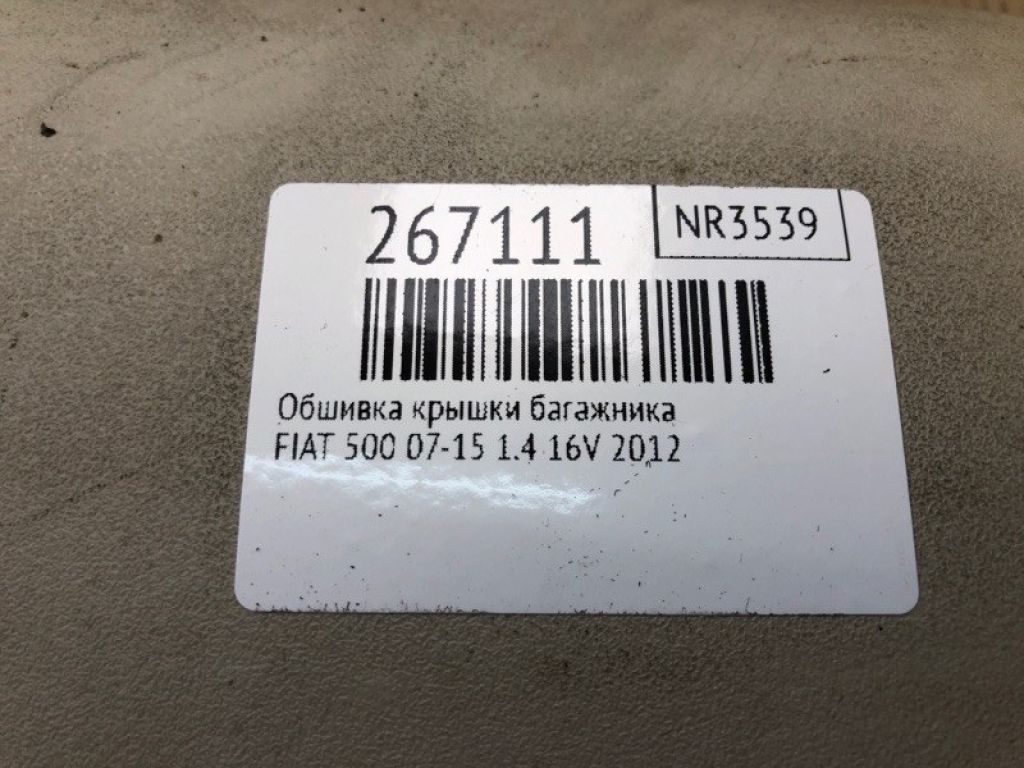 267111
NR3539
Обшивка крышки багажника
FIAT 500 07-15 1.4 16V 2012